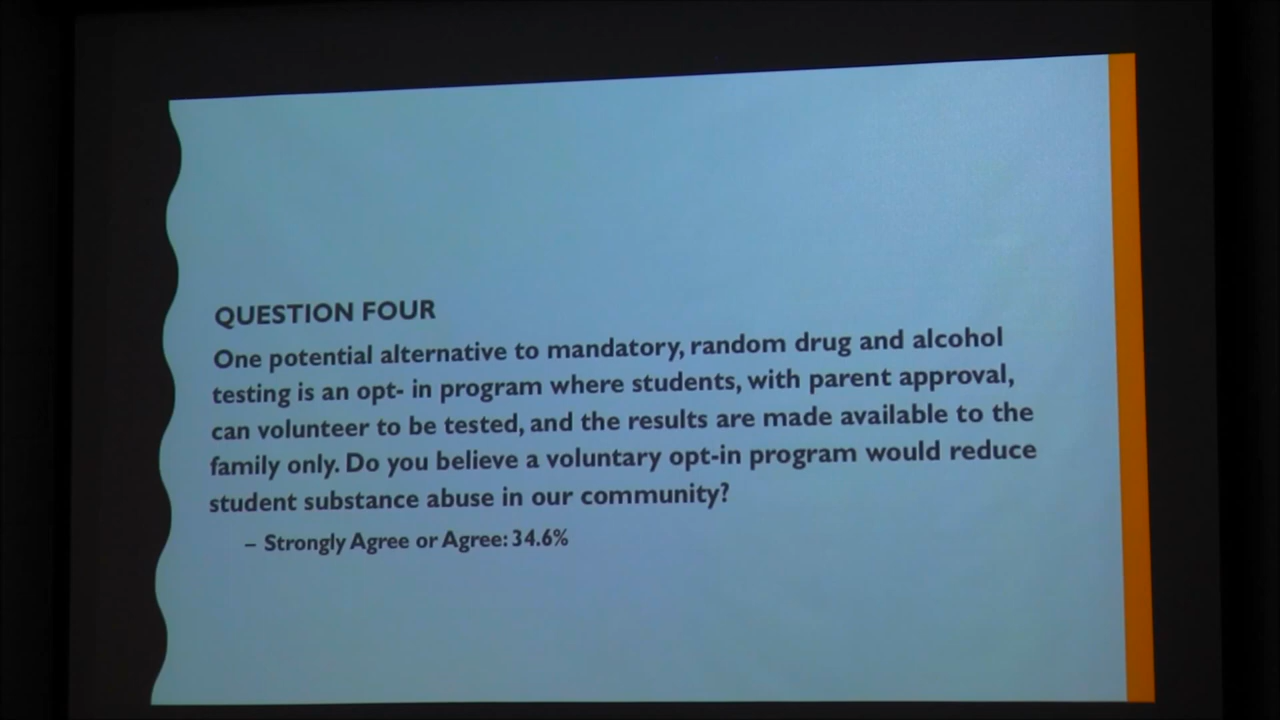 QUESTION FOUR
One potential alternative to mandatory, random drug and alcohol
testing is an opt- in program where students, with parent approval,
can volunteer to be tested, and the results are made available to the
family only. Do you believe a voluntary opt-in program would reduce
student substance abuse in our community?
– Strongly Agree or Agree: 34.6%